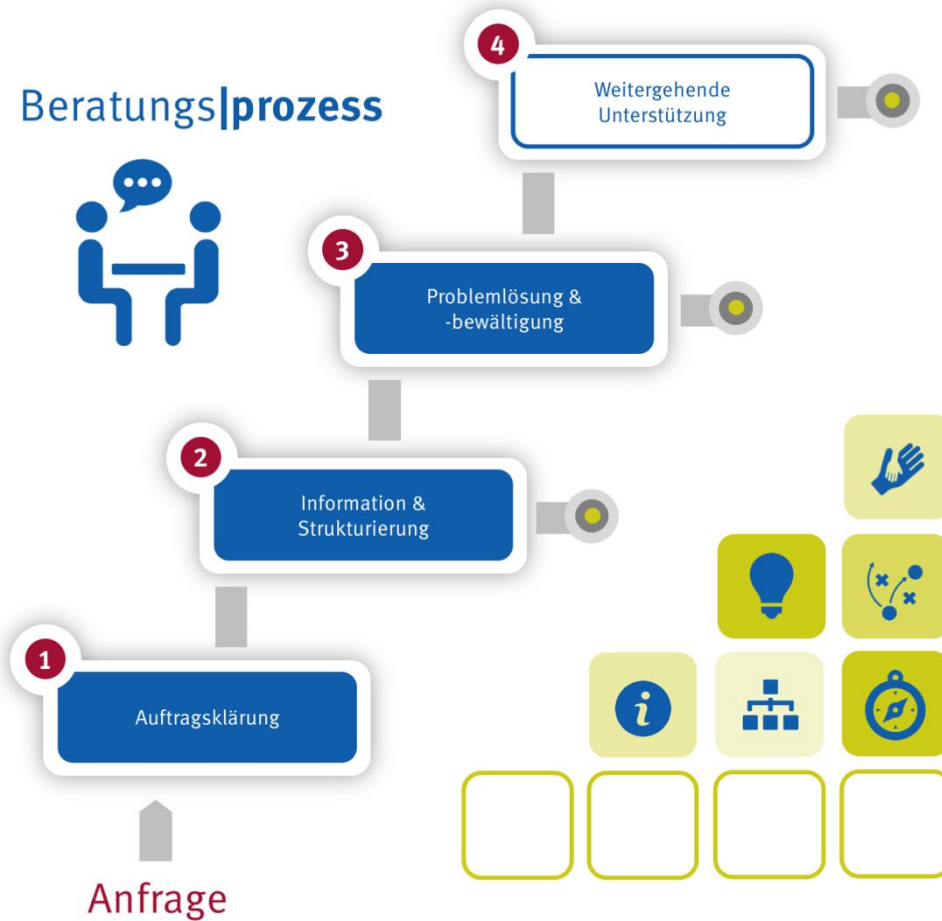 4
Weitergehende
Unterstützung
Beratungs|prozess
3
Problemlösung &
-bewältigung
2
Information &
Strukturierung
1
Auftragsklärung
i
Anfrage